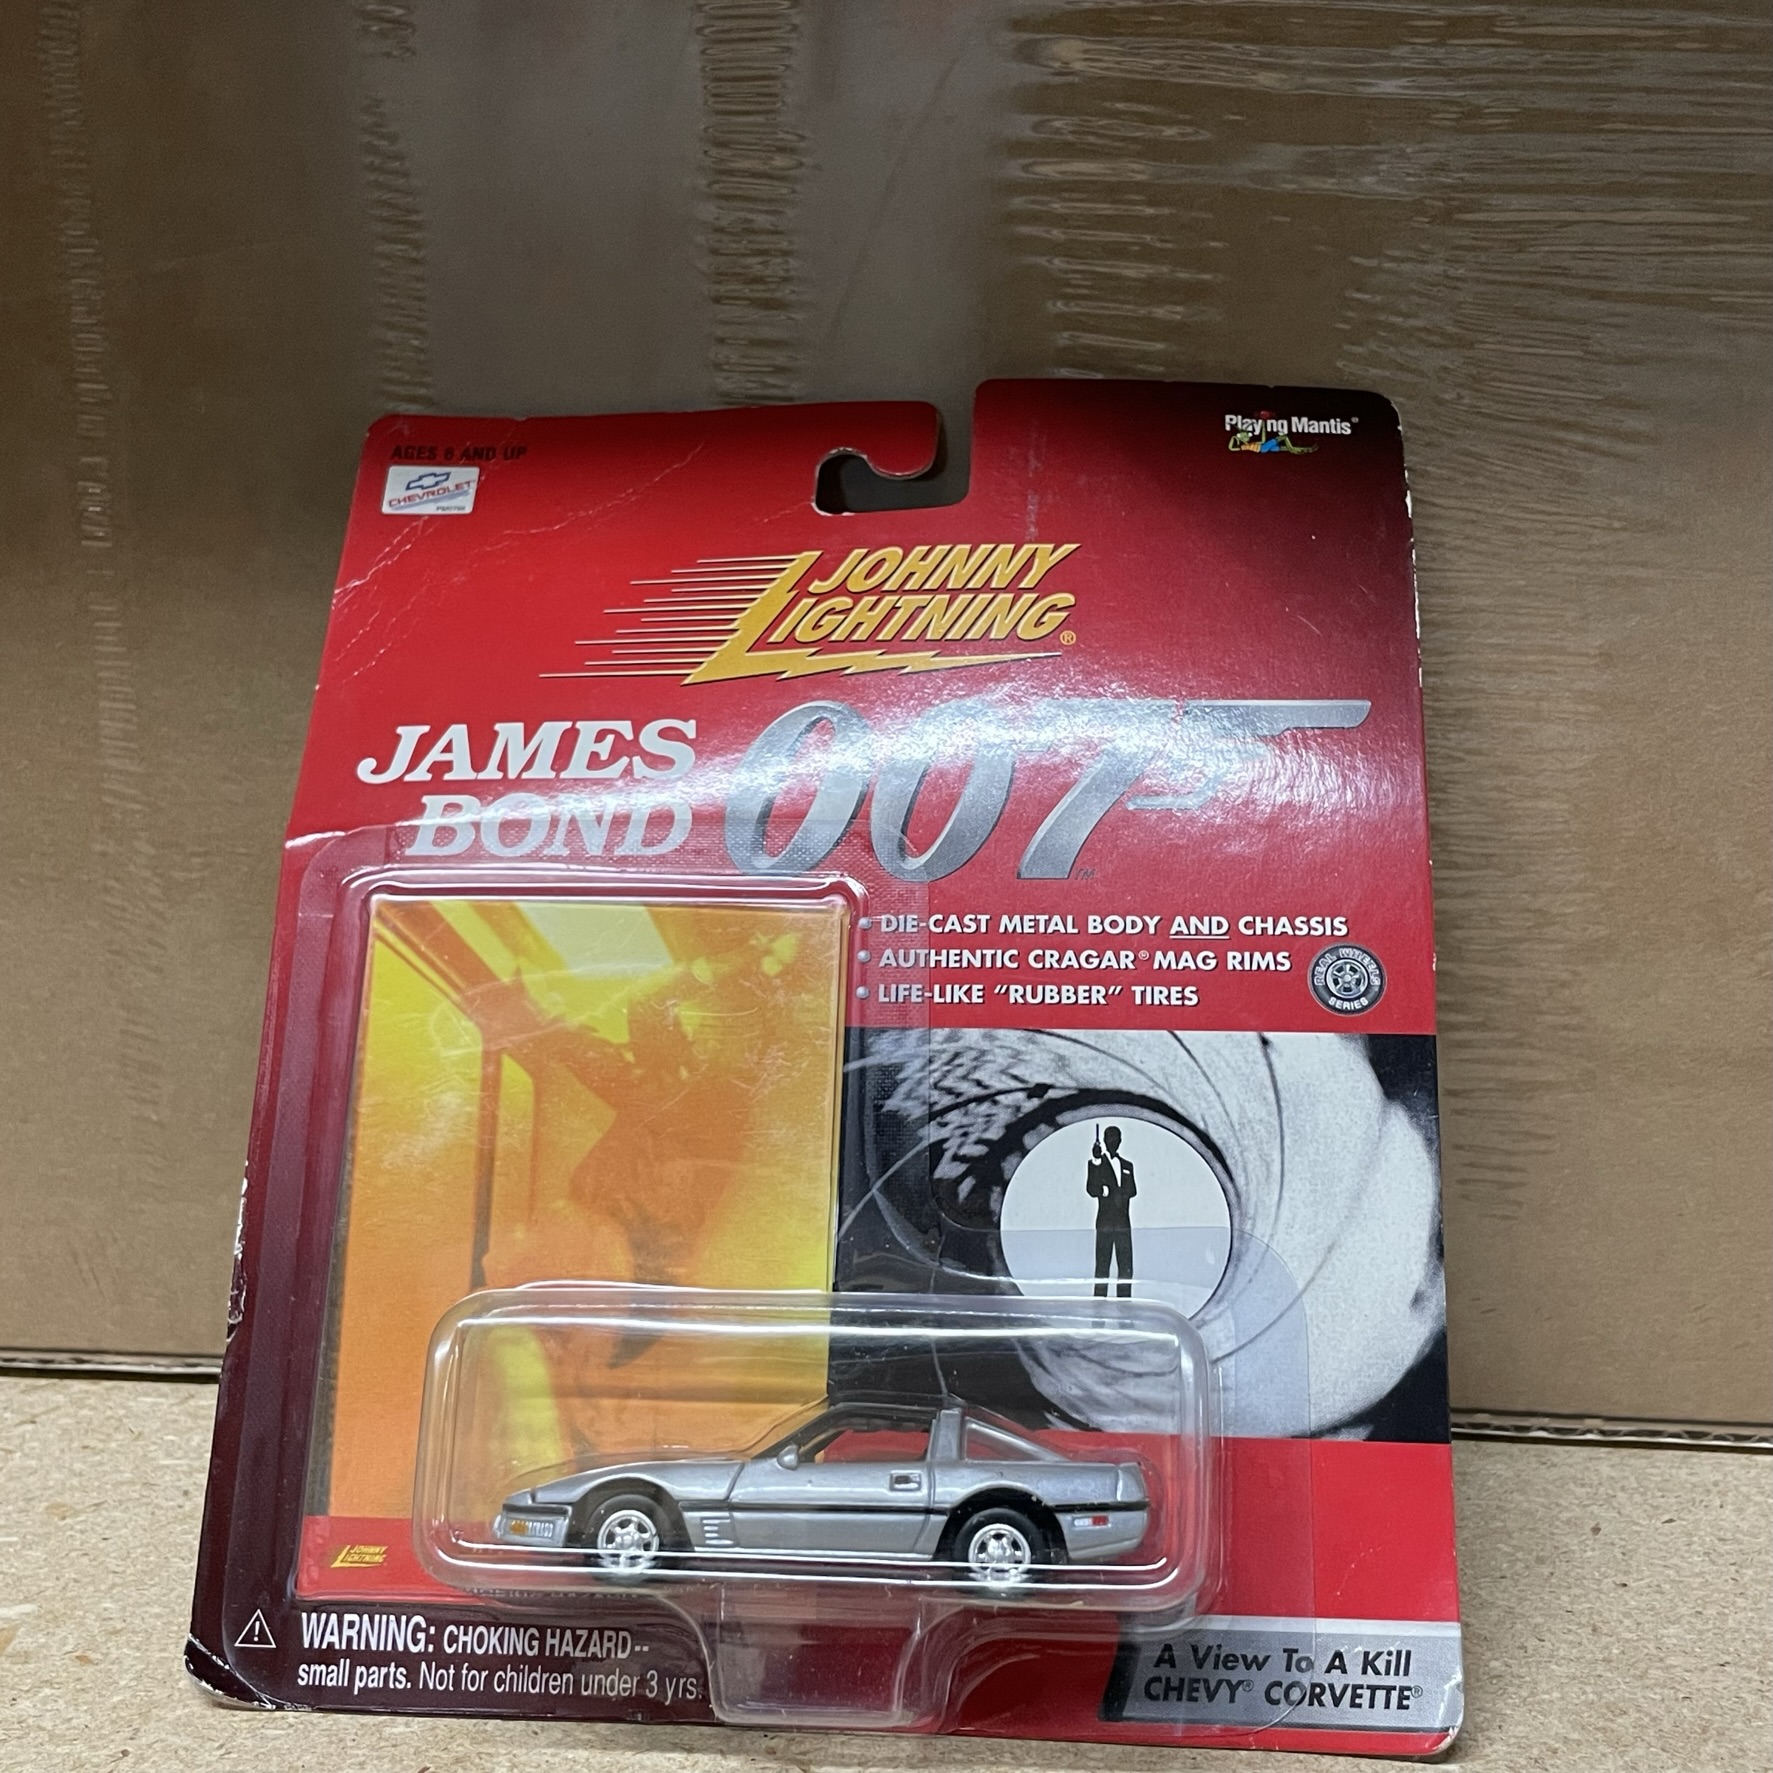 AGES 6 AND UP
CHEVROLET
Playing Mantis®
JOHNNY
LIGHTNING®
JAMES
BOND
007™
• DIE-CAST METAL BODY AND CHASSIS
• AUTHENTIC CRAGAR® MAG RIMS
• LIFE-LIKE "RUBBER" TIRES
REAL WHEELS
SERIES
JOHNNY
LIGHTNING
WARNING: CHOKING HAZARD--
small parts. Not for children under 3 yrs.
A View To A Kill
CHEVY® CORVETTE®